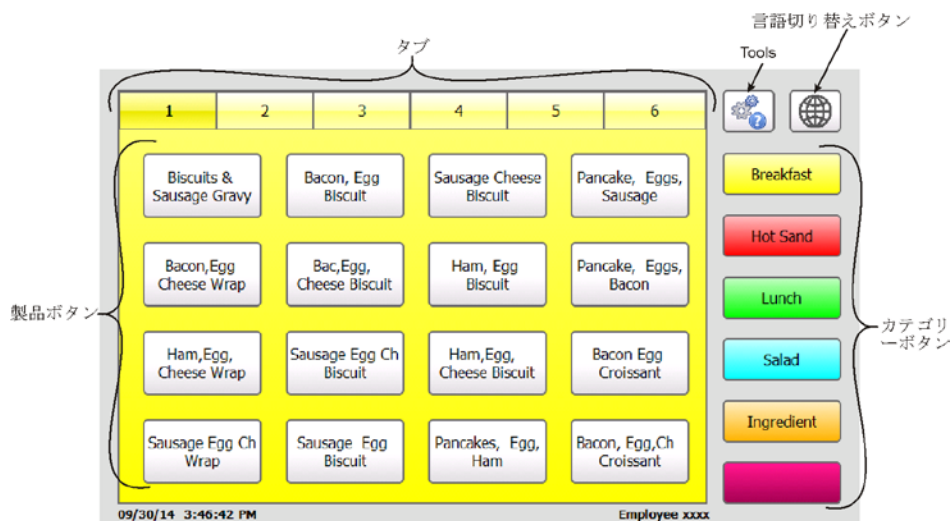 言語切り替えボタン
タブ
Tools
1 2 3 4 5 6
Biscuits &
Sausage Gravy
Bacon, Egg
Biscuit
Sausage Cheese
Biscuit
Pancake, Eggs,
Sausage
Breakfast
Hot Sand
Bacon,Egg
Cheese Wrap
Bac,Egg,
Cheese Biscuit
Ham, Egg
Biscuit
Pancake, Eggs,
Bacon
Lunch
製品ボタン
カテゴリ
ーボタン
Ham,Egg,
Cheese Wrap
Sausage Egg Ch
Biscuit
Ham,Egg,
Cheese Biscuit
Bacon Egg
Croissant
Salad
Ingredient
Sausage Egg Ch
Wrap
Sausage Egg
Biscuit
Pancakes, Egg,
Ham
Bacon, Egg,Ch
Croissant
09/30/14 3:46:42 PM
Employee xxxx